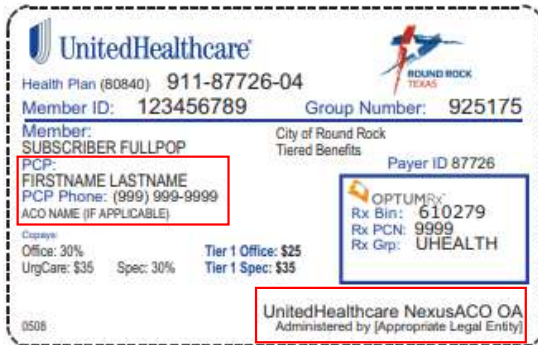 UnitedHealthcare®
ROUND ROCK
TEXAS
Health Plan (80840) 911-87726-04
Member ID: 123456789 Group Number: 925175
Member:
SUBSCRIBER FULLPOP
City of Round Rock
Tiered Benefits
PCP:
FIRSTNAME LASTNAME
PCP Phone: (999) 999-9999
ACO NAME (IF APPLICABLE)
Payer ID 87726
OPTUMRx®
Rx Bin: 610279
Rx PCN: 9999
Rx Grp: UHEALTH
Copays:
Office: 30% Tier 1 Office: $25
UrgCare: $35 Spec: 30% Tier 1 Spec: $35
UnitedHealthcare NexusACO OA
0508 Administered by [Appropriate Legal Entity]